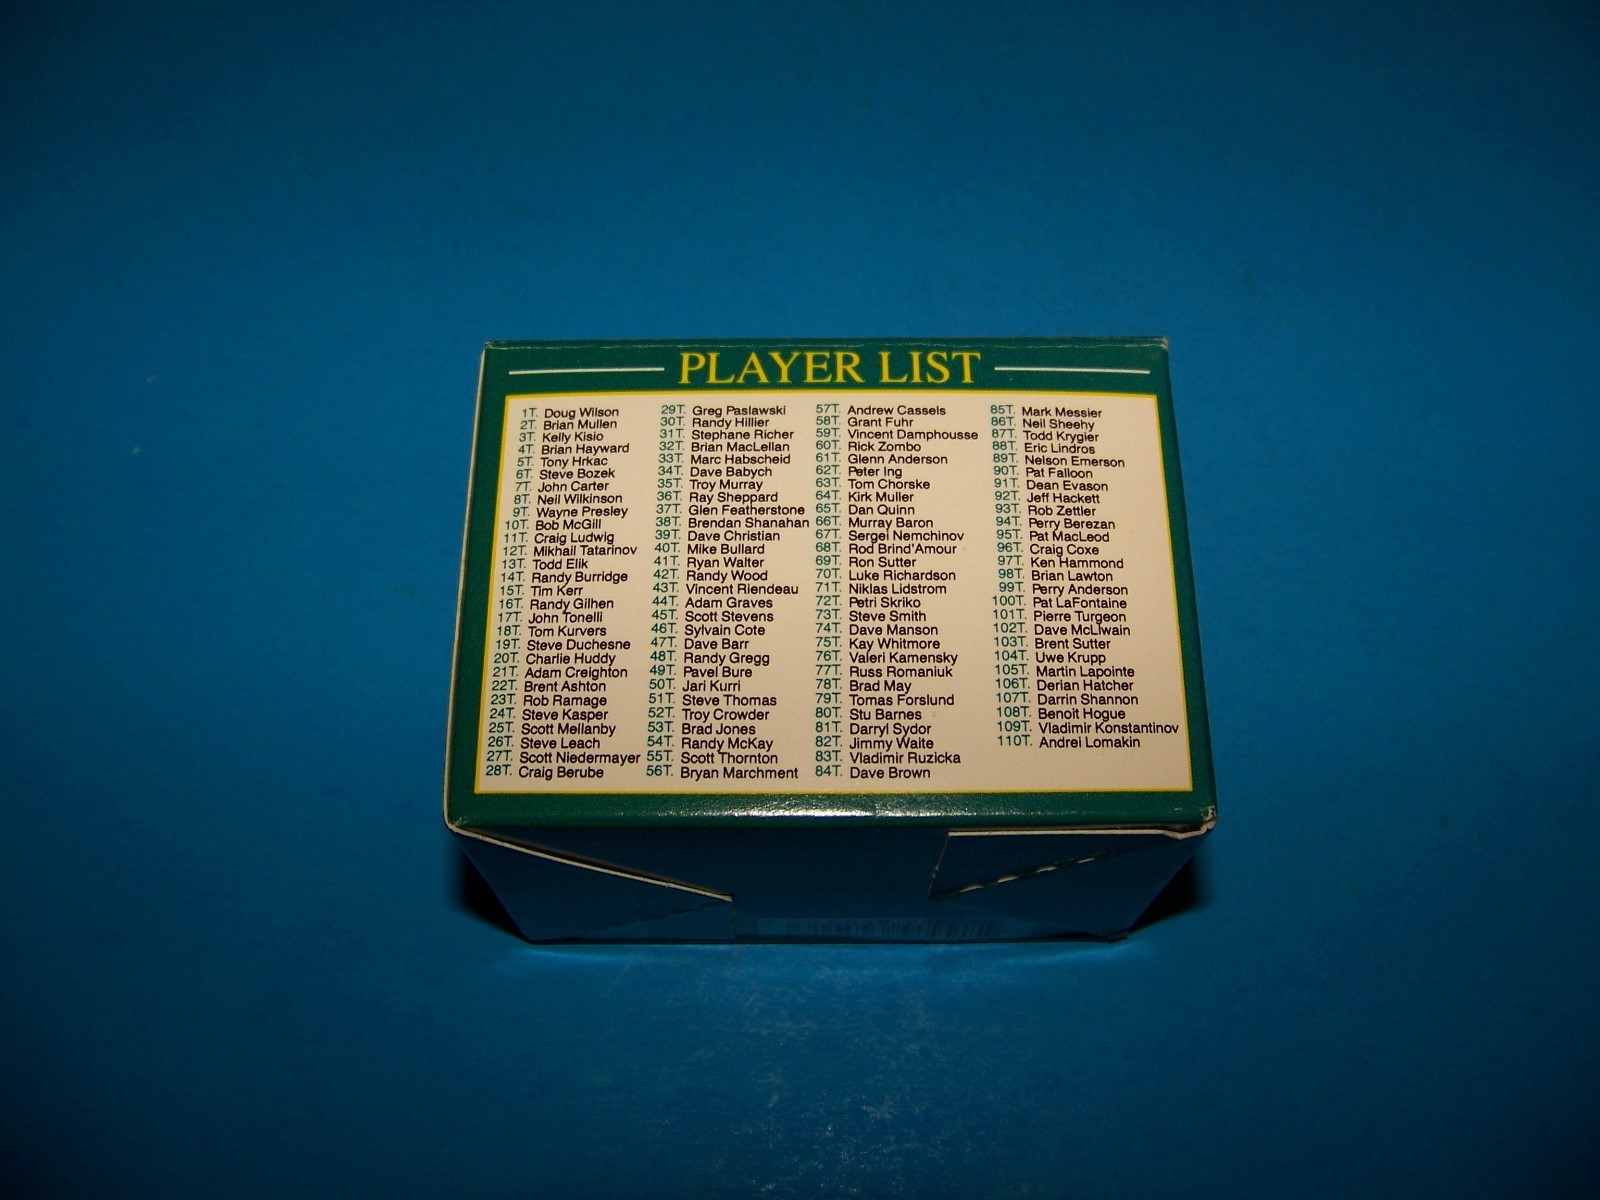 PLAYER LIST
1T. Doug Wilson
2T. Brian Mullen
3T. Kelly Kisio
4T. Brian Hayward
5T. Tony Hrkac
6T. Steve Bozek
7T. John Carter
8T. Neil Wilkinson
9T. Wayne Presley
10T. Bob McGill
11T. Craig Ludwig
12T. Mikhail Tatarinov
13T. Todd Elik
14T. Randy Burridge
15T. Tim Kerr
16T. Randy Gilhen
17T. John Tonelli
18T. Tom Kurvers
19T. Steve Duchesne
20T. Charlie Huddy
21T. Adam Creighton
22T. Brent Ashton
23T. Rob Ramage
24T. Steve Kasper
25T. Scott Mellanby
26T. Steve Leach
27T. Scott Niedermayer
28T. Craig Berube
29T. Greg Paslawski
30T. Randy Hillier
31T. Stephane Richer
32T. Brian MacLellan
33T. Marc Habscheid
34T. Dave Babych
35T. Troy Murray
36T. Ray Sheppard
37T. Glen Featherstone
38T. Brendan Shanahan
39T. Dave Christian
40T. Mike Bullard
41T. Ryan Walter
42T. Randy Wood
43T. Vincent Riendeau
44T. Adam Graves
45T. Scott Stevens
46T. Sylvain Cote
47T. Dave Barr
48T. Randy Gregg
49T. Pavel Bure
50T. Jari Kurri
51T. Steve Thomas
52T. Troy Crowder
53T. Brad Jones
54T. Randy McKay
55T. Scott Thornton
56T. Bryan Marchment
57T. Andrew Cassels
58T. Grant Fuhr
59T. Vincent Damphousse
60T. Rick Zombo
61T. Glenn Anderson
62T. Peter Ing
63T. Tom Chorske
64T. Kirk Muller
65T. Dan Quinn
66T. Murray Baron
67T. Sergei Nemchinov
68T. Rod Brind'Amour
69T. Ron Sutter
70T. Luke Richardson
71T. Niklas Lidstrom
72T. Petri Skriko
73T. Steve Smith
74T. Dave Manson
75T. Kay Whitmore
76T. Valeri Kamensky
77T. Russ Romaniuk
78T. Brad May
79T. Tomas Forslund
80T. Stu Barnes
81T. Darryl Sydor
82T. Jimmy Waite
83T. Vladimir Ruzicka
84T. Dave Brown
85T. Mark Messier
86T. Neil Sheehy
87T. Todd Krygier
88T. Eric Lindros
89T. Nelson Emerson
90T. Pat Falloon
91T. Dean Evason
92T. Jeff Hackett
93T. Rob Zettler
94T. Perry Berezan
95T. Pat MacLeod
96T. Craig Coxe
97T. Ken Hammond
98T. Brian Lawton
99T. Perry Anderson
100T. Pat LaFontaine
101T. Pierre Turgeon
102T. Dave McLlwain
103T. Brent Sutter
104T. Uwe Krupp
105T. Martin Lapointe
106T. Derian Hatcher
107T. Darrin Shannon
108T. Benoit Hogue
109T. Vladimir Konstantinov
110T. Andrei Lomakin